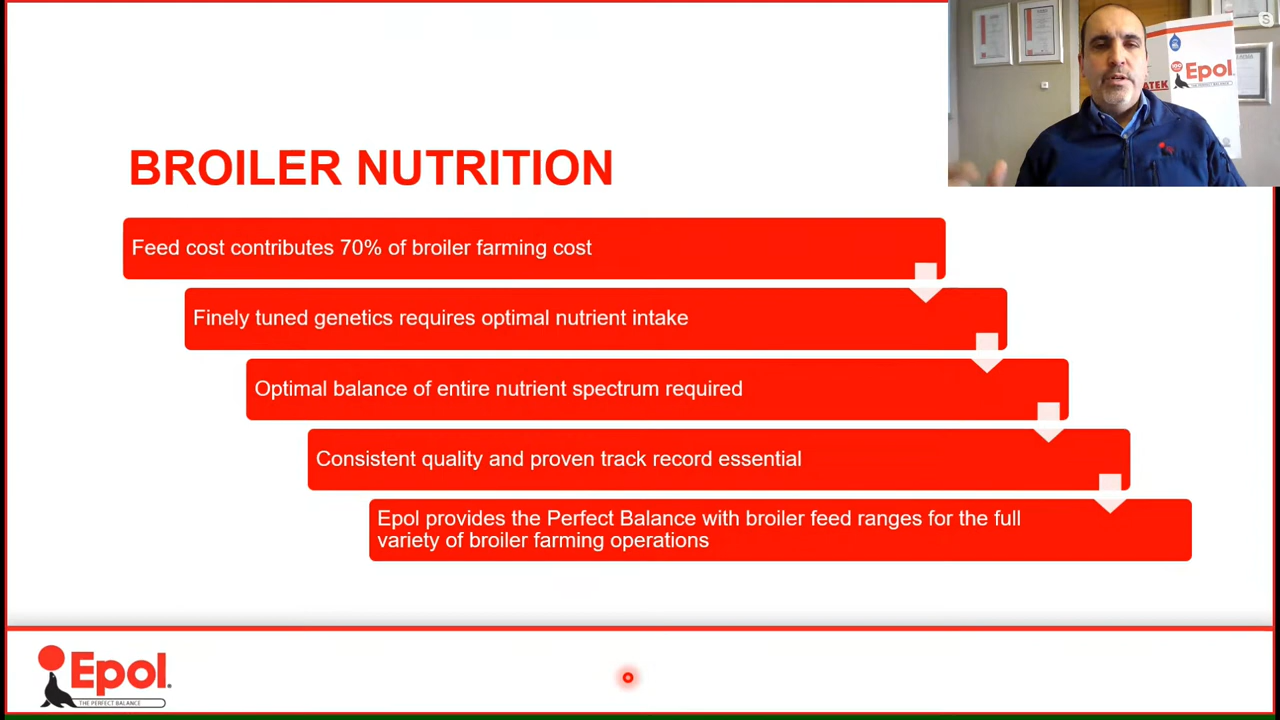 BROILER NUTRITION
Feed cost contributes 70% of broiler farming cost
Finely tuned genetics requires optimal nutrient intake
Optimal balance of entire nutrient spectrum required
Consistent quality and proven track record essential
Epol provides the Perfect Balance with broiler feed ranges for the full
variety of broiler farming operations
Epol
THE PERFECT BALANCE
Epol